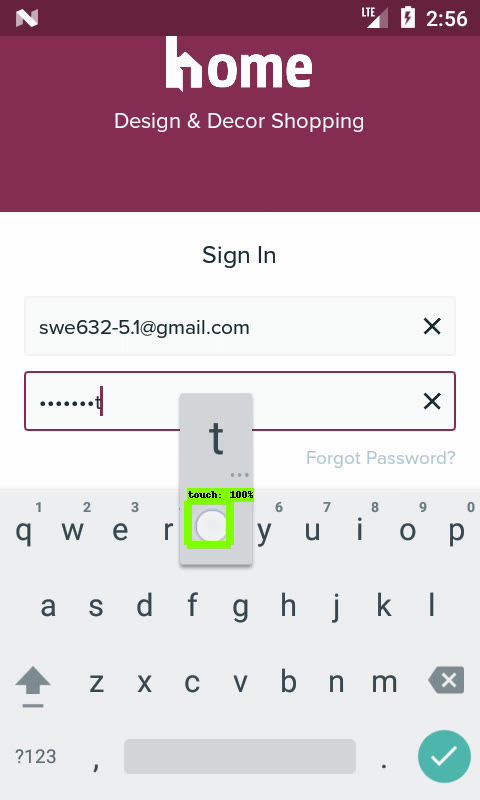 LTE 2:56
home
Design & Decor Shopping
Sign In
swe632-5.1@gmail.com
•••••••t
Forgot Password?
t
touch: 100%
1 2 3 6 7 8 9 0
q w e r y u i o p
a s d f g h j k l
z x c v b n m
?123 , .